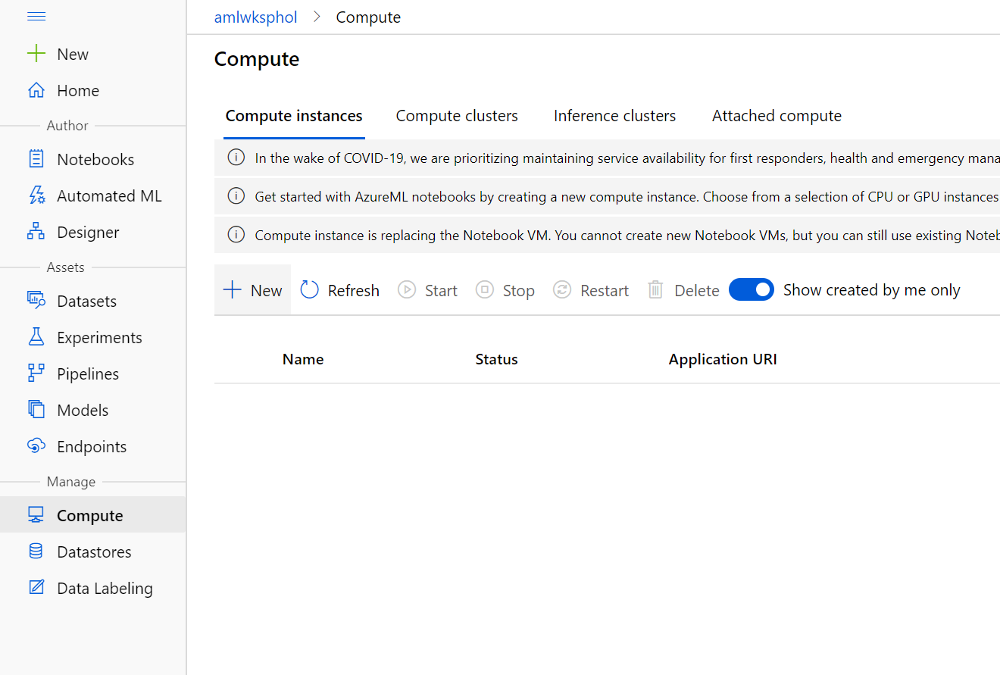 amlwksphol > Compute
New
Home
Author
Notebooks
Automated ML
Designer
Assets
Datasets
Experiments
Pipelines
Models
Endpoints
Manage
Compute
Datastores
Data Labeling
Compute
Compute instances Compute clusters Inference clusters Attached compute
In the wake of COVID-19, we are prioritizing maintaining service availability for first responders, health and emergency mana
Get started with AzureML notebooks by creating a new compute instance. Choose from a selection of CPU or GPU instances
Compute instance is replacing the Notebook VM. You cannot create new Notebook VMs, but you can still use existing Noteb
New Refresh Start Stop Restart Delete Show created by me only
Name Status Application URI